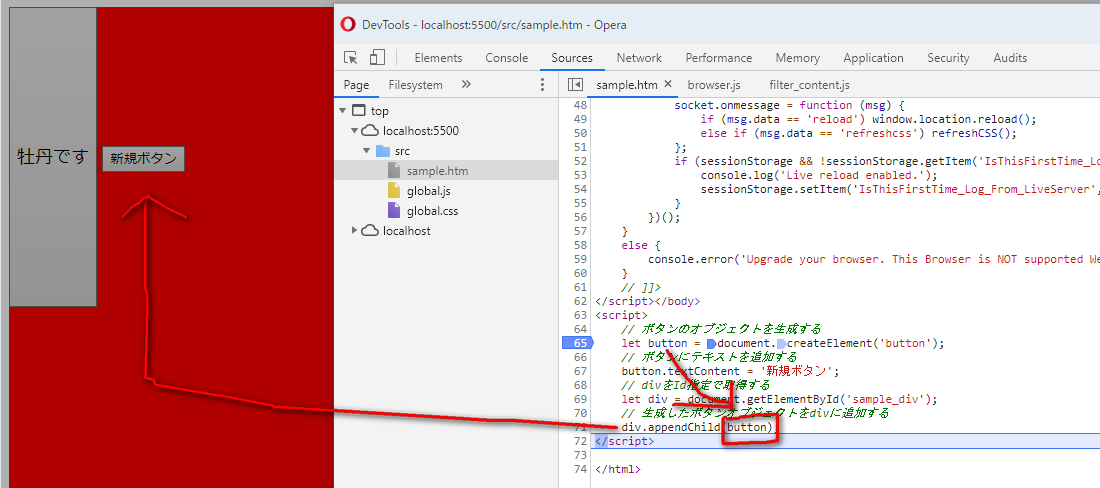 牡丹です
新規ボタン
DevTools - localhost:5500/src/sample.htm - Opera
Elements Console Sources Network Performance Memory Application Security Audits
Page Filesystem »
sample.htm × browser.js filter_content.js
top
localhost:5500
src
sample.htm
global.js
global.css
localhost
48 socket.onmessage = function (msg) {
49 if (msg.data == 'reload') window.location.reload();
50 else if (msg.data == 'refreshcss') refreshCSS();
51 };
52 if (sessionStorage && !sessionStorage.getItem('IsThisFirstTime_Lo
53 console.log('Live reload enabled.');
54 sessionStorage.setItem('IsThisFirstTime_Log_From_LiveServer',
55 }
56 })();
57 }
58 else {
59 console.error('Upgrade your browser. This Browser is NOT supported We
60 }
61 // ]]>
62 </script></body>
63 <script>
64 // ボタンのオブジェクトを生成する
65 let button = document.createElement('button');
66 // ボタンにテキストを追加する
67 button.textContent = '新規ボタン';
68 // divをId指定で取得する
69 let div = document.getElementById('sample_div');
70 // 生成したボタンオブジェクトをdivに追加する
71 div.appendChild(button)
72 </script>
73
74 </html>